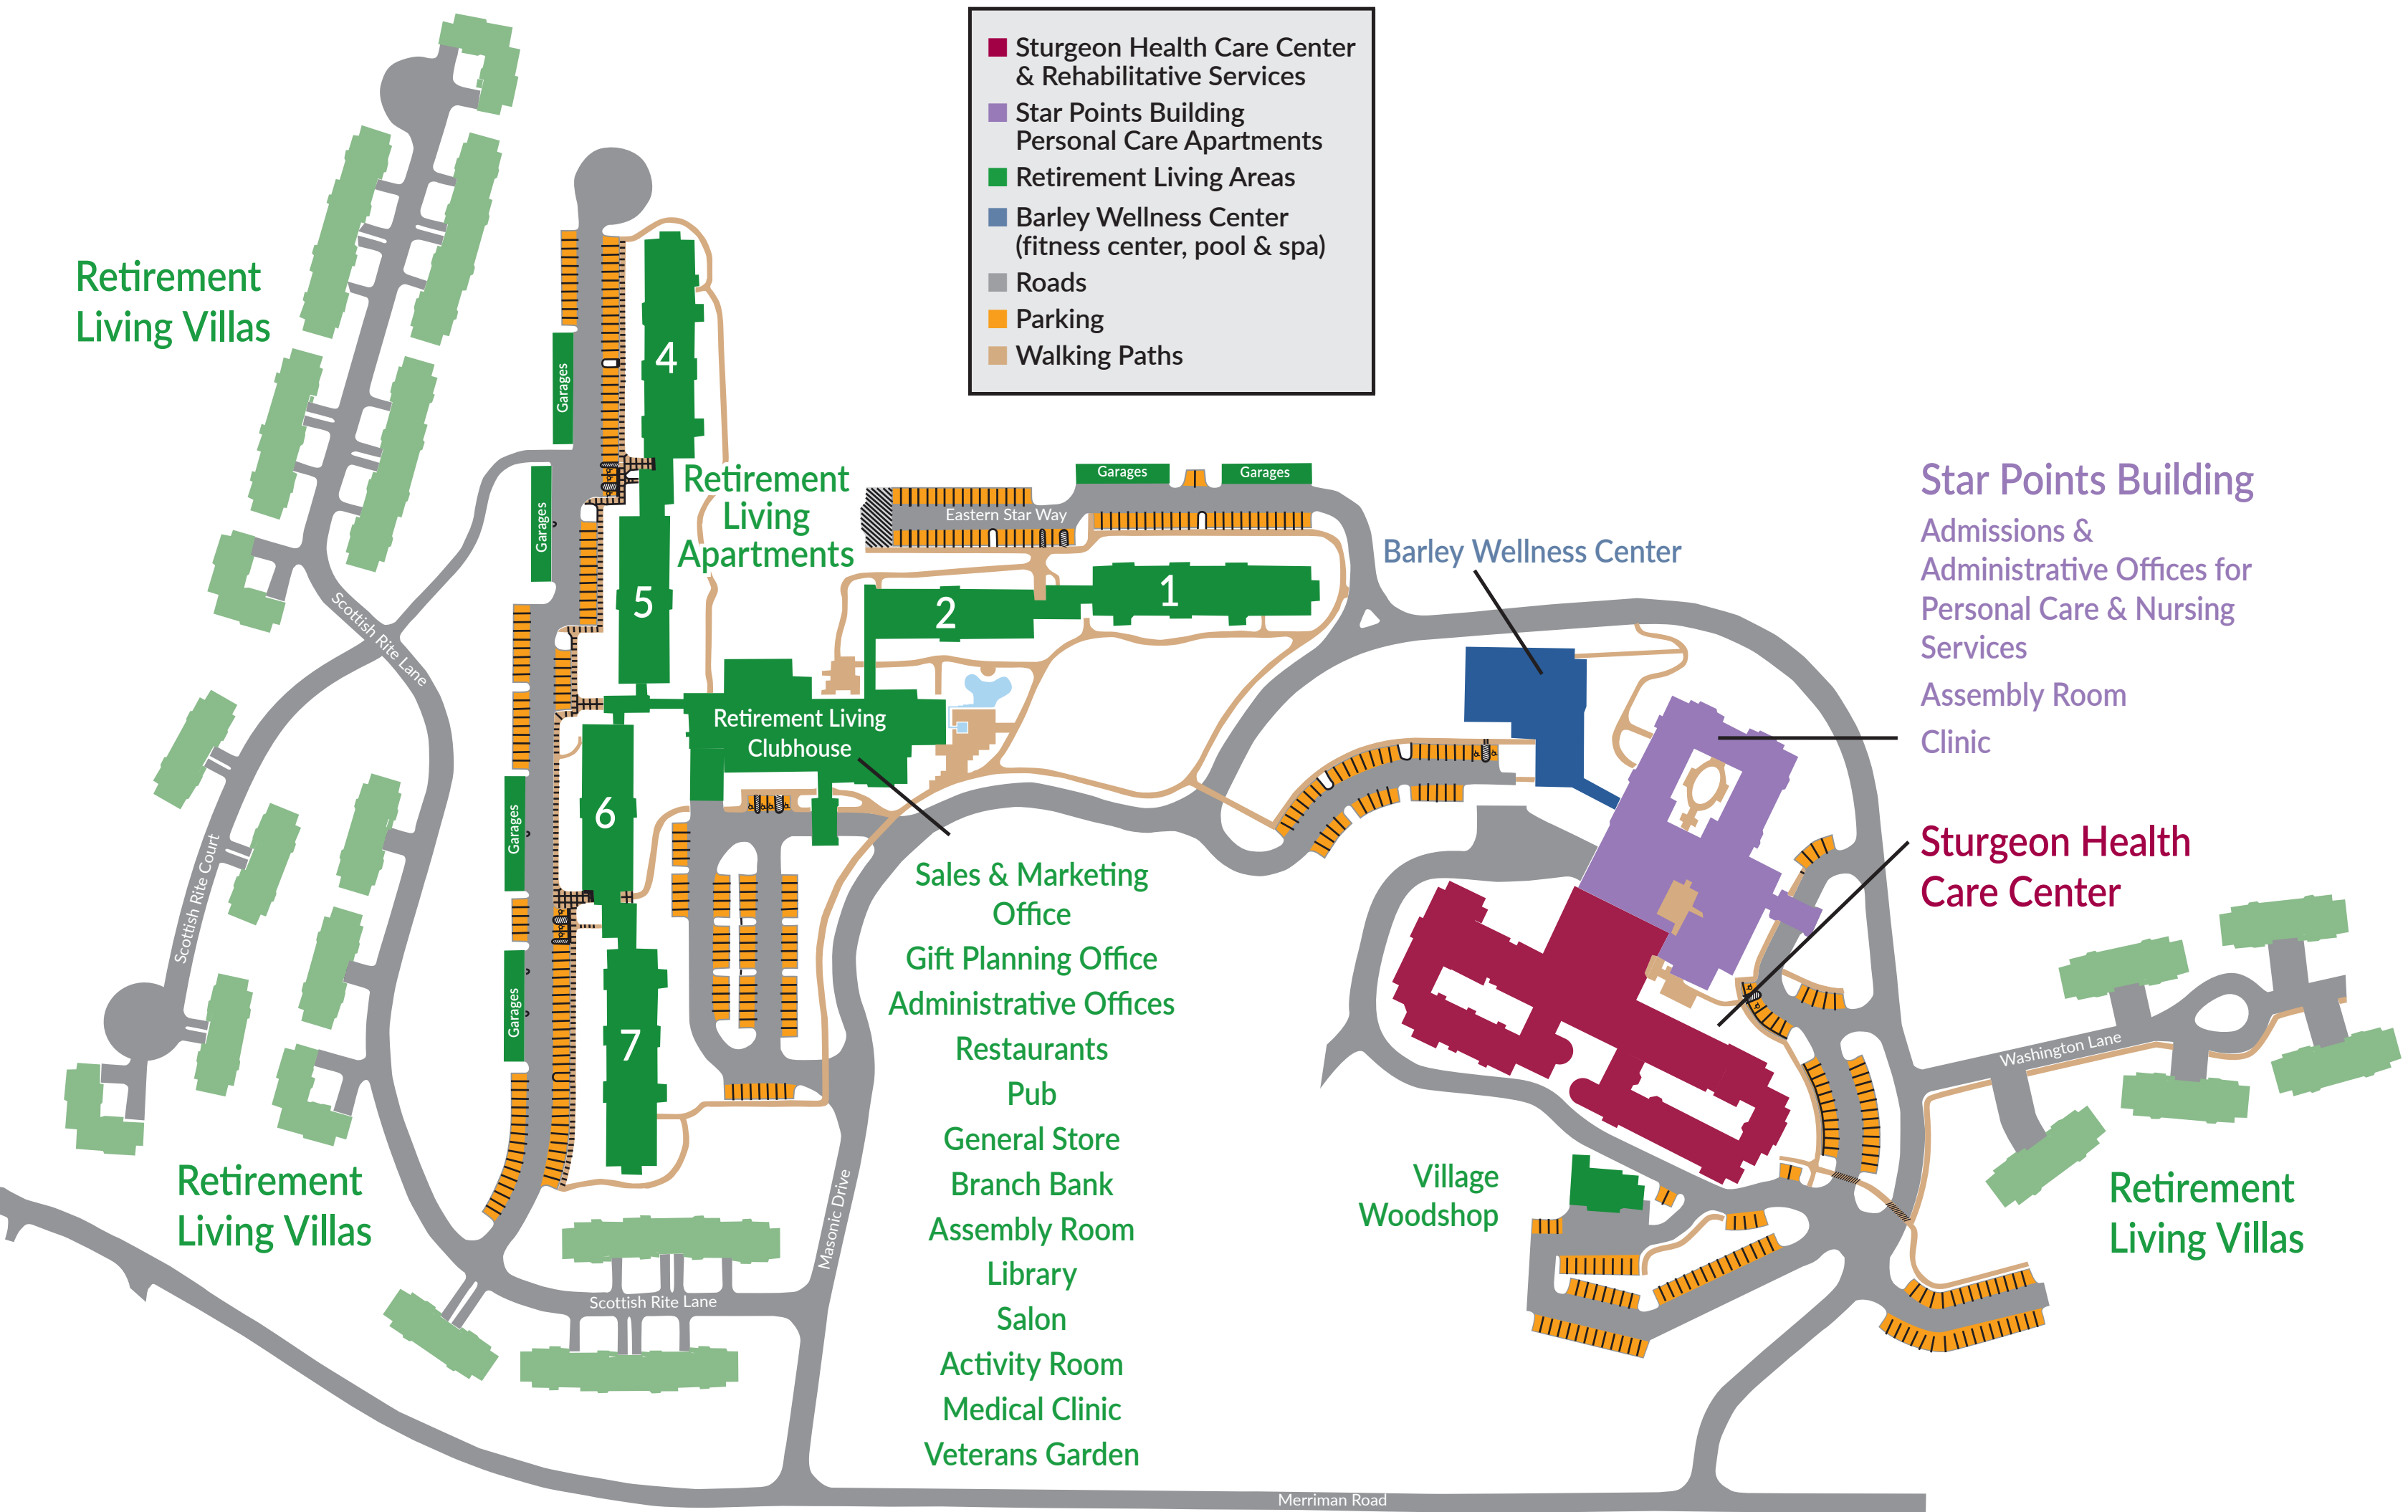 Sturgeon Health Care Center
& Rehabilitative Services
Star Points Building
Personal Care Apartments
Retirement Living Areas
Barley Wellness Center
(fitness center, pool & spa)
Roads
Parking
Walking Paths
Retirement
Living Villas
4
Garages
Garages
Retirement
Living
Apartments
5
Garages
Garages
Eastern Star Way
2
1
Barley Wellness Center
Star Points Building
Admissions &
Administrative Offices for
Personal Care & Nursing
Services
Assembly Room
Clinic
Scottish Rite Lane
Retirement Living
Clubhouse
6
Garages
Scottish Rite Court
Sturgeon Health
Care Center
Sales & Marketing
Office
Gift Planning Office
Administrative Offices
Restaurants
Pub
General Store
Branch Bank
Assembly Room
Library
Salon
Activity Room
Medical Clinic
Veterans Garden
Garages
7
Washington Lane
Retirement
Living Villas
Masonic Drive
Village
Woodshop
Retirement
Living Villas
Scottish Rite Lane
Merriman Road